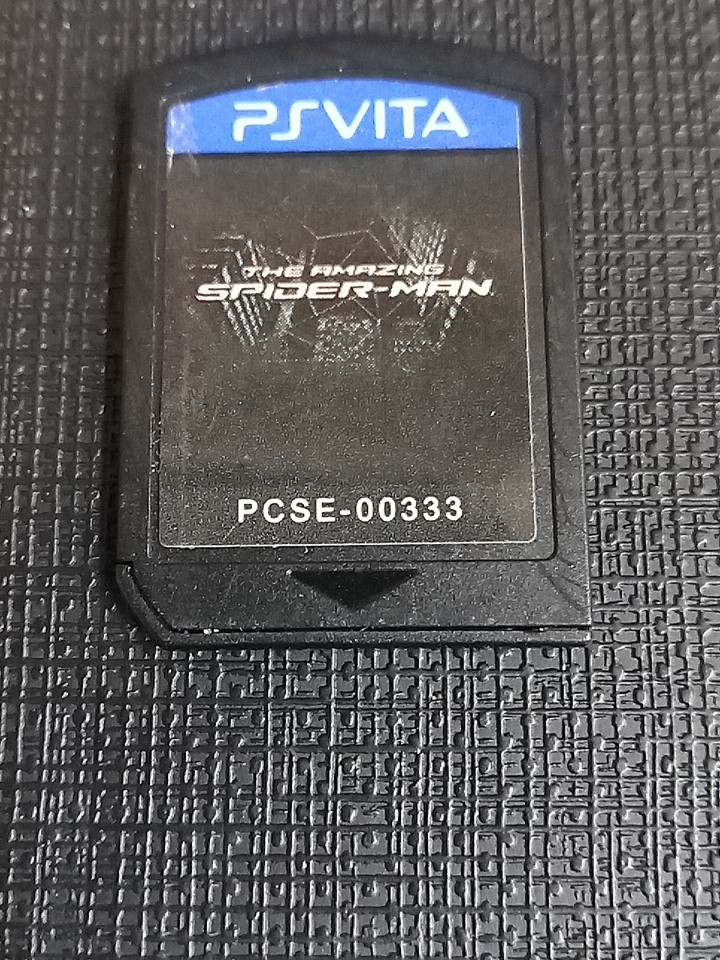 PSVITA
THE AMAZING
SPIDER-MAN
PCSE-00333